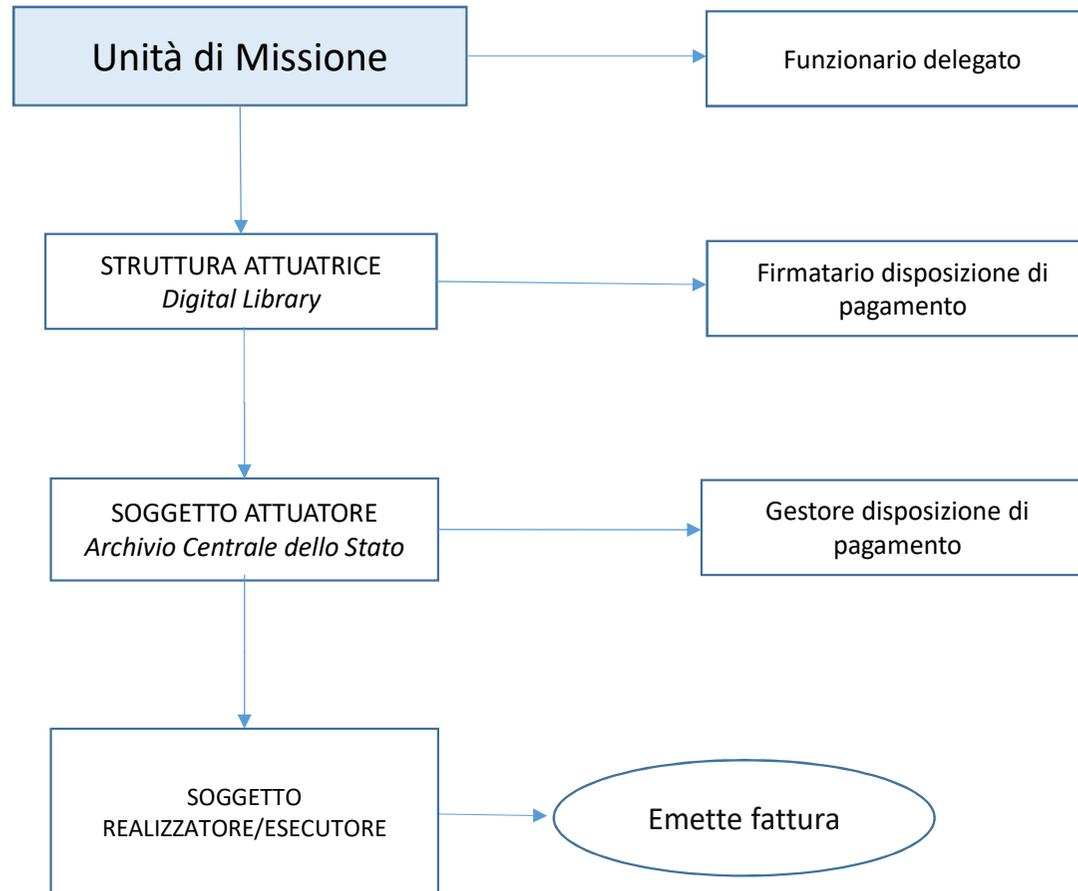 Unità di Missione
Funzionario delegato
STRUTTURA ATTUATRICE
Digital Library
Firmatario disposizione di
pagamento
SOGGETTO ATTUATORE
Archivio Centrale dello Stato
Gestore disposizione di
pagamento
SOGGETTO
REALIZZATORE/ESECUTORE
Emette fattura